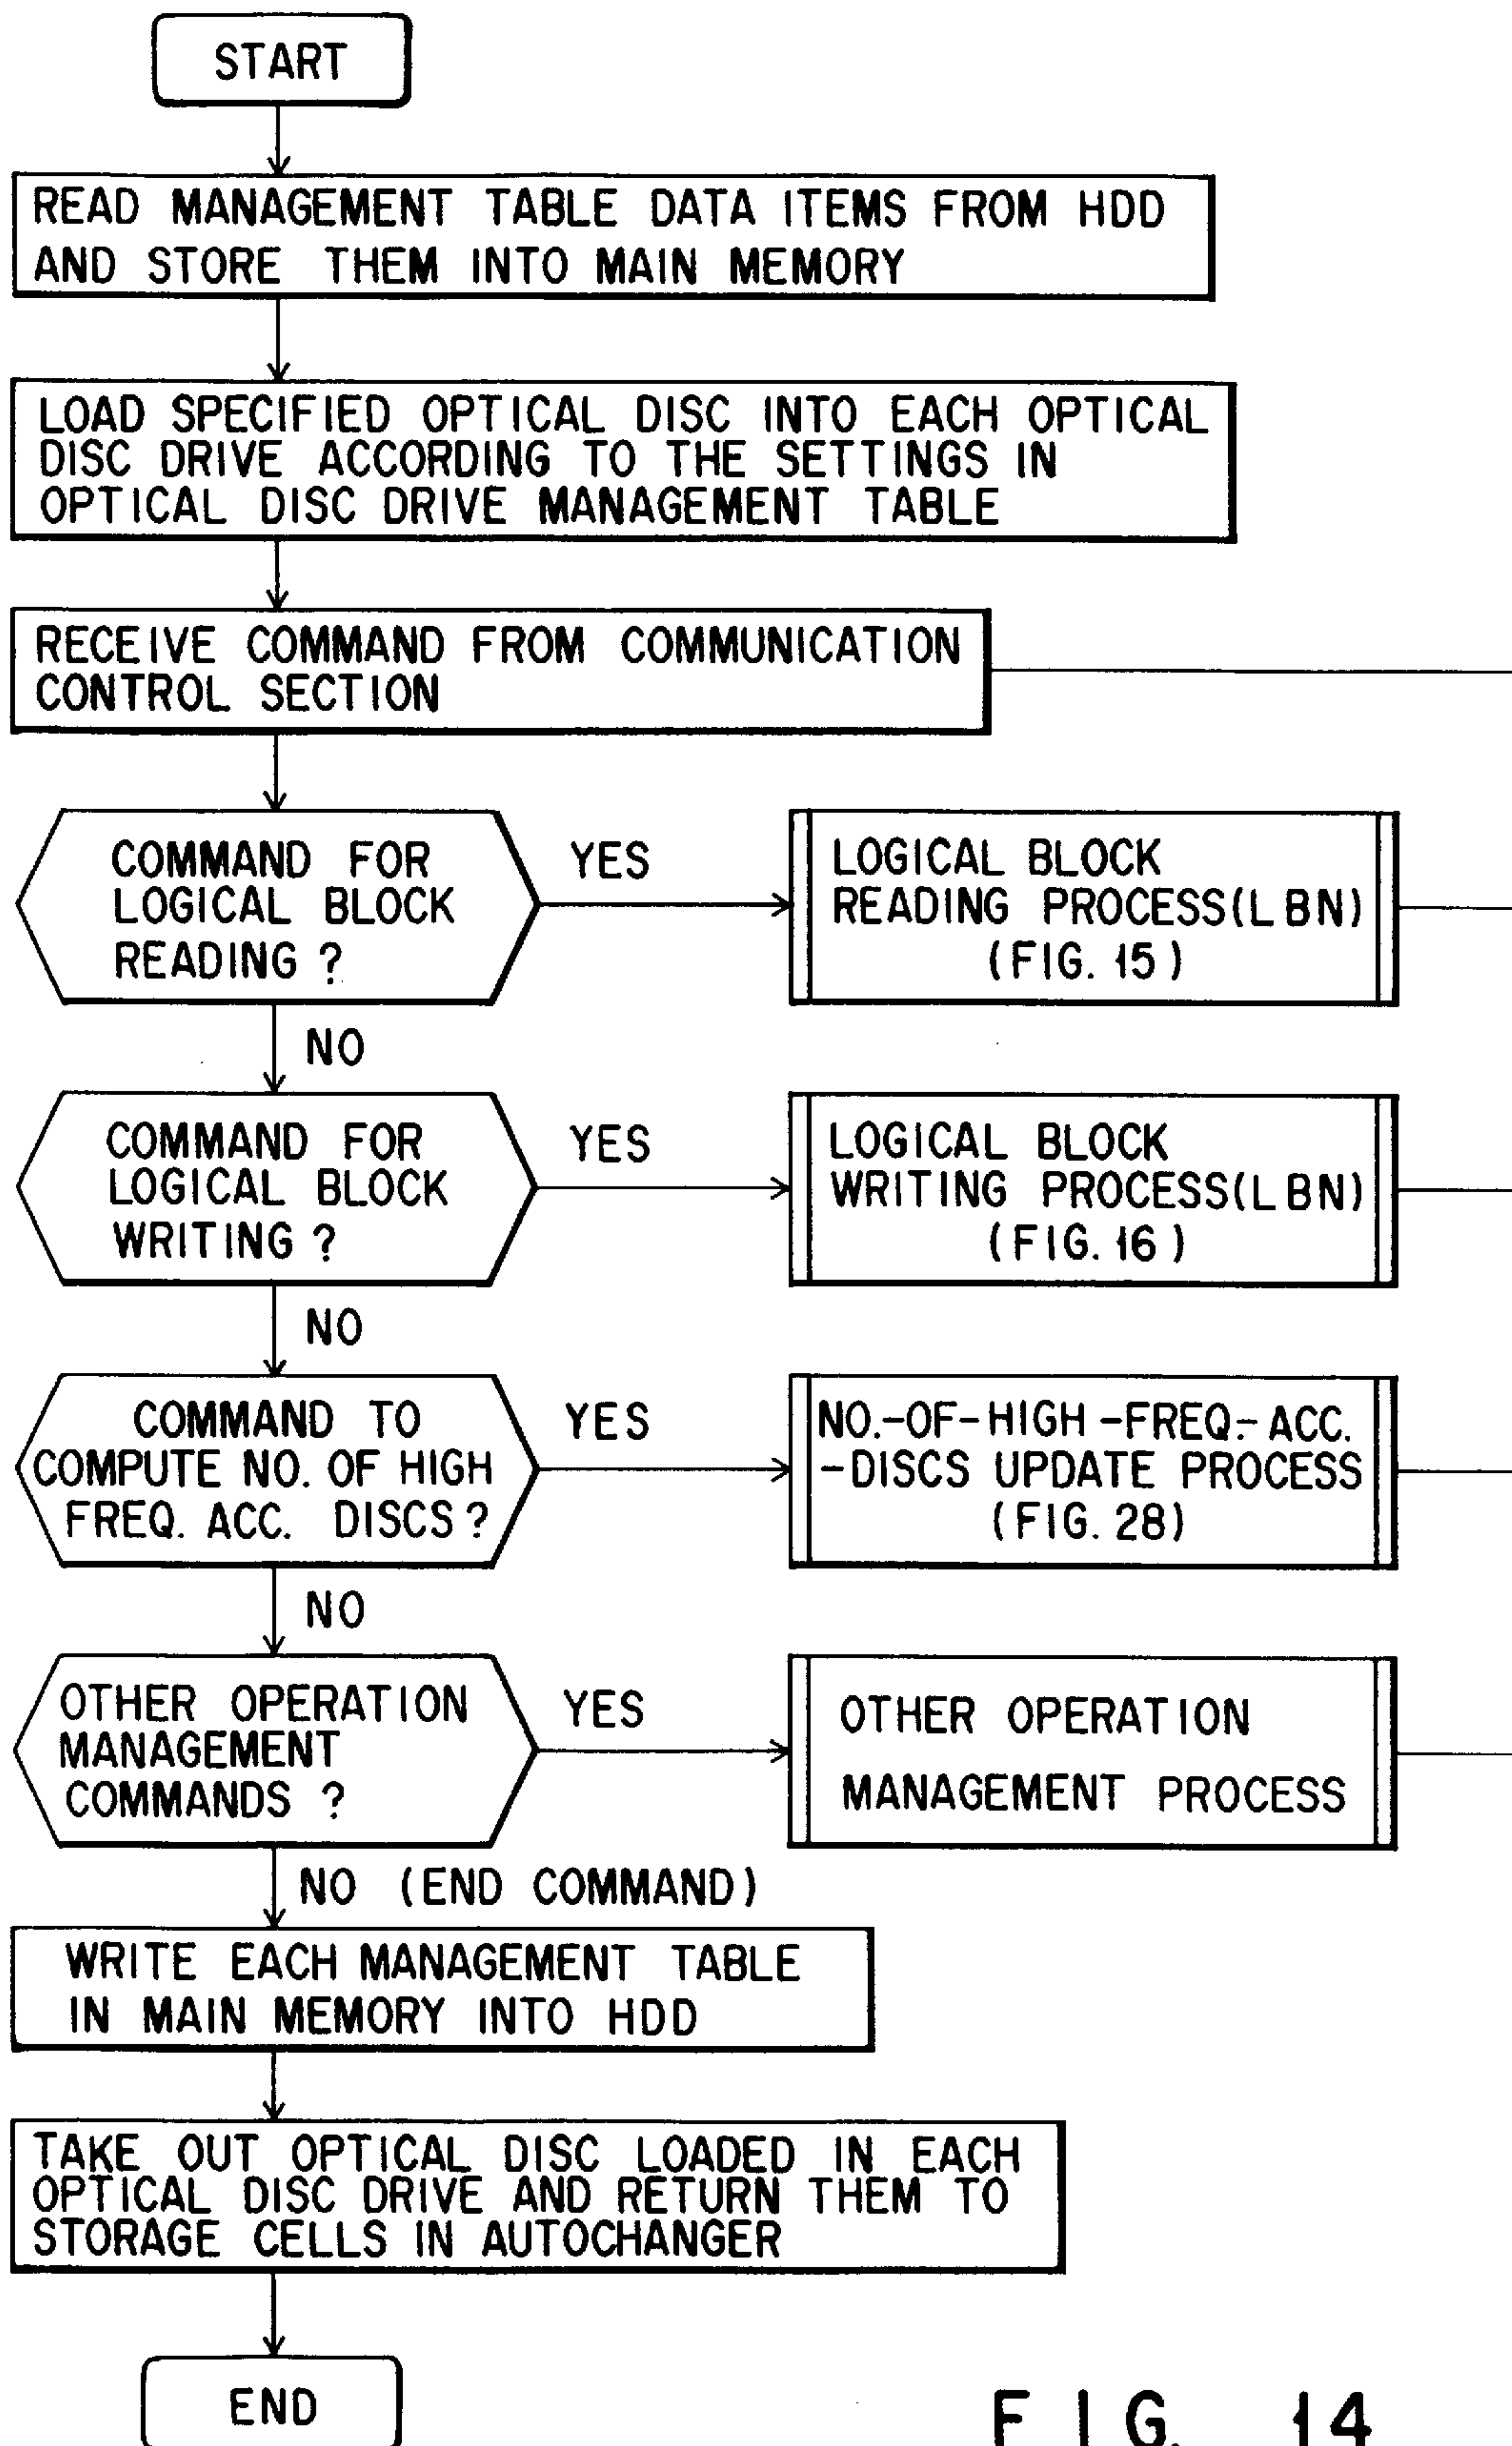 START
READ MANAGEMENT TABLE DATA ITEMS FROM HDD
AND STORE THEM INTO MAIN MEMORY
LOAD SPECIFIED OPTICAL DISC INTO EACH OPTICAL
DISC DRIVE ACCORDING TO THE SETTINGS IN
OPTICAL DISC DRIVE MANAGEMENT TABLE
RECEIVE COMMAND FROM COMMUNICATION
CONTROL SECTION
COMMAND FOR
LOGICAL BLOCK
READING ?
YES
LOGICAL BLOCK
READING PROCESS(LBN)
(FIG. 15)
NO
COMMAND FOR
LOGICAL BLOCK
WRITING ?
YES
LOGICAL BLOCK
WRITING PROCESS(LBN)
(FIG. 16)
NO
COMMAND TO
COMPUTE NO. OF HIGH
FREQ. ACC. DISCS ?
YES
NO.-OF-HIGH-FREQ.-ACC.
-DISCS UPDATE PROCESS
(FIG. 28)
NO
OTHER OPERATION
MANAGEMENT
COMMANDS ?
YES
OTHER OPERATION
MANAGEMENT PROCESS
NO (END COMMAND)
WRITE EACH MANAGEMENT TABLE
IN MAIN MEMORY INTO HDD
TAKE OUT OPTICAL DISC LOADED IN EACH
OPTICAL DISC DRIVE AND RETURN THEM TO
STORAGE CELLS IN AUTOCHANGER
END
FIG. 14